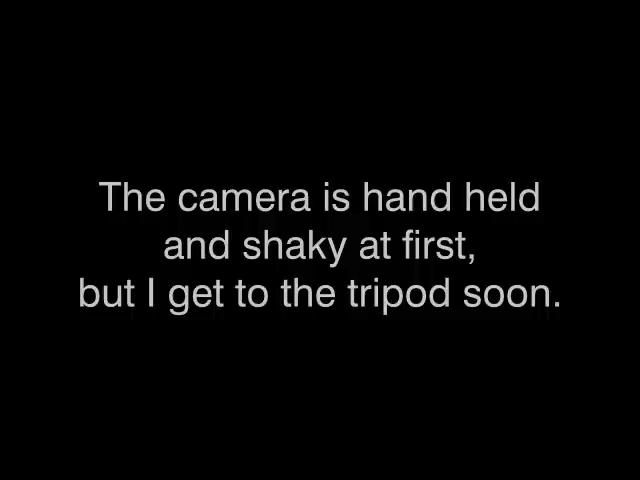 The camera is hand held
and shaky at first,
but I get to the tripod soon.